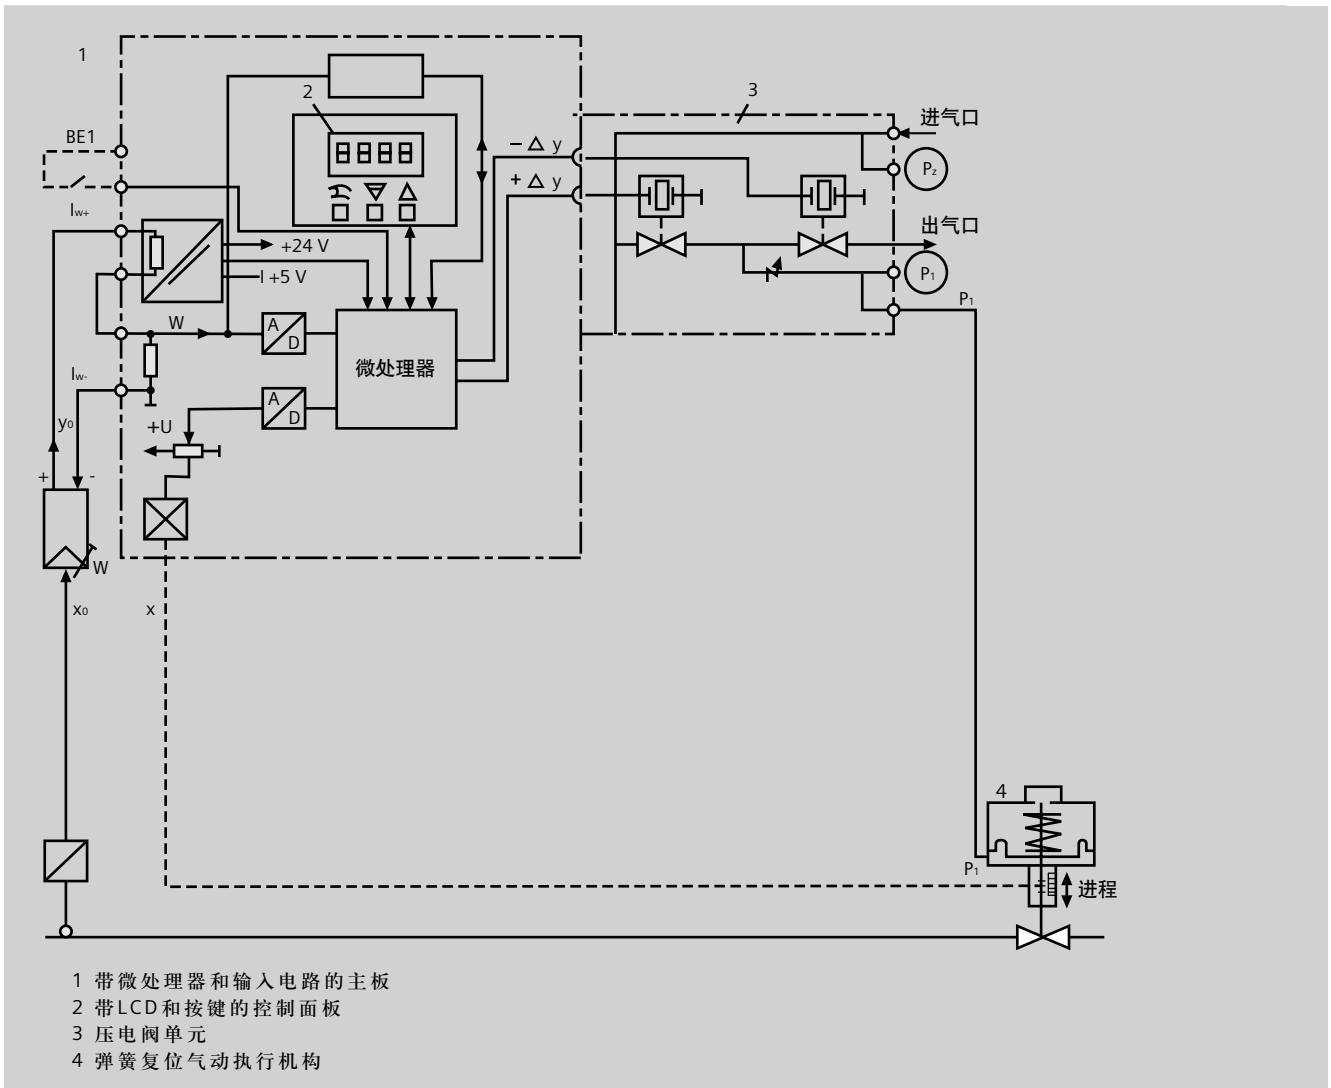 1
2
3
BE1
进气口
− △ y
Pz
+ △ y
Iw+
出气口
+24 V
I +5 V
P1
P1
W
A
D
微处理器
Iw-
A
D
y0
+U
+
-
W
x0
x
4
P1
进程
1 带微处理器和输入电路的主板
2 带LCD和按键的控制面板
3 压电阀单元
4 弹簧复位气动执行机构